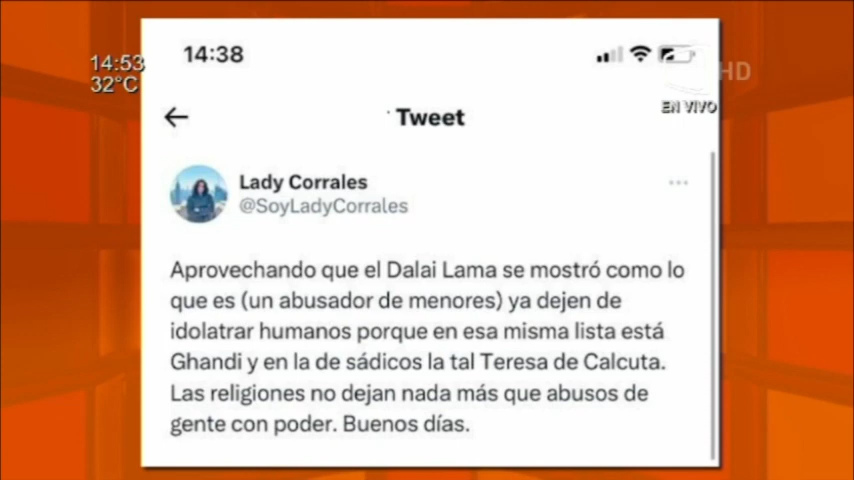 14:53
32°C
HD
EN VIVO
14:38
Tweet
Lady Corrales
@SoyLadyCorrales
Aprovechando que el Dalai Lama se mostró como lo
que es (un abusador de menores) ya dejen de
idolatrar humanos porque en esa misma lista está
Ghandi y en la de sádicos la tal Teresa de Calcuta.
Las religiones no dejan nada más que abusos de
gente con poder. Buenos días.